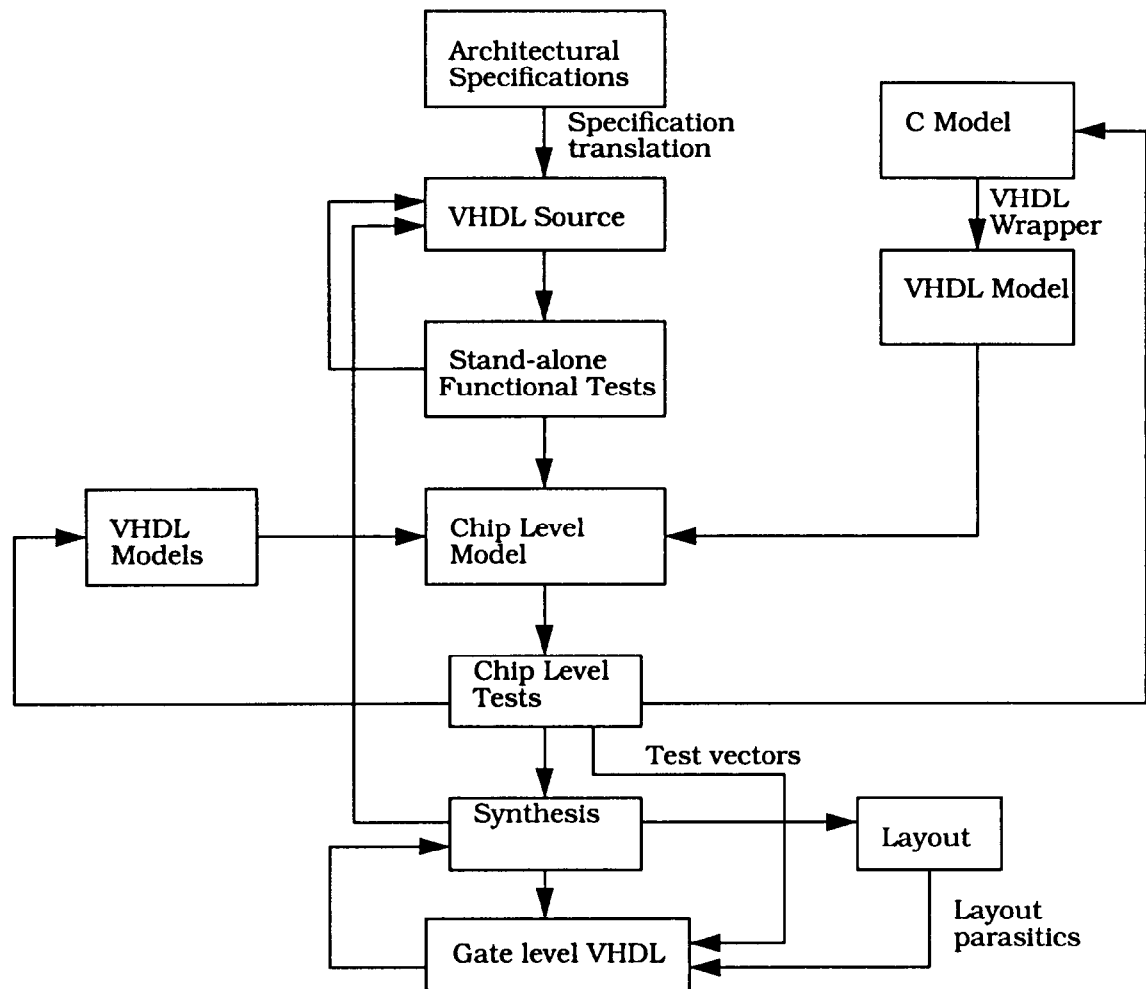 Architectural
Specifications
Specification
translation
C Model
VHDL Source
VHDL
Wrapper
VHDL Model
Stand-alone
Functional Tests
VHDL
Models
Chip Level
Model
Chip Level
Tests
Test vectors
Synthesis
Layout
Layout
parasitics
Gate level VHDL